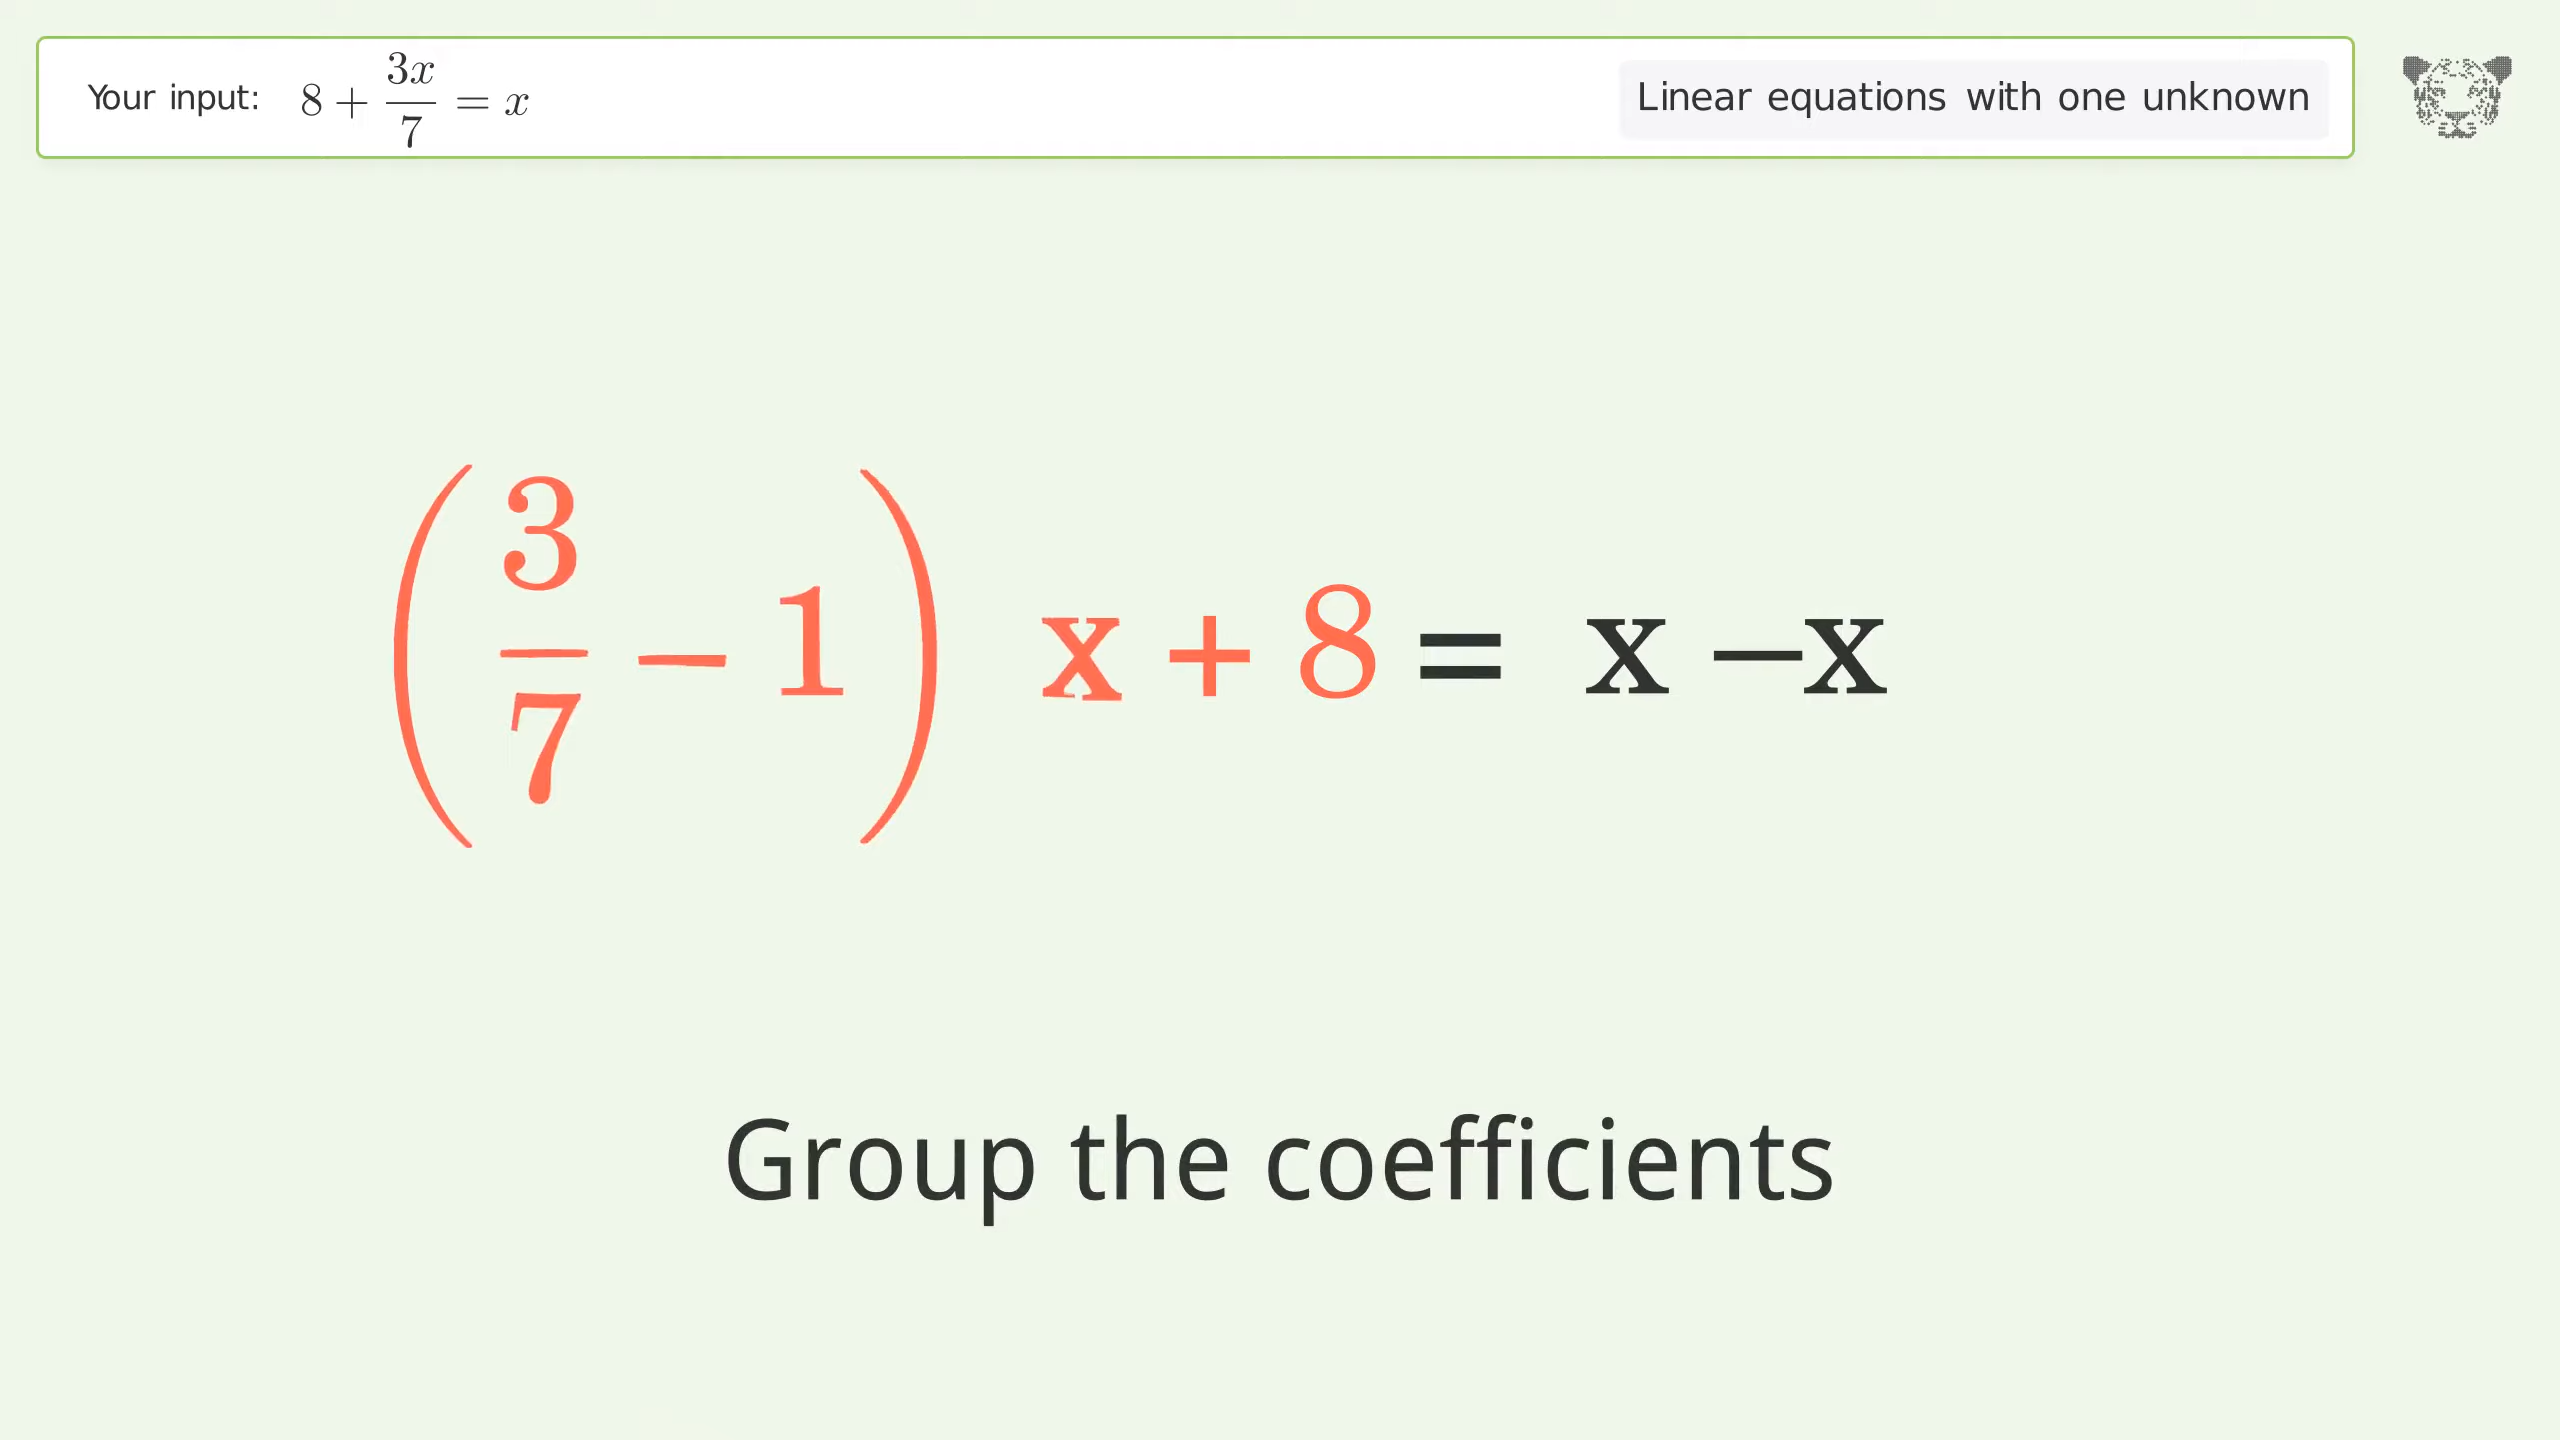 Your input: 8 + 3x/7 = x
Linear equations with one unknown
(3/7 − 1) x + 8 = x −x
Group the coefficients